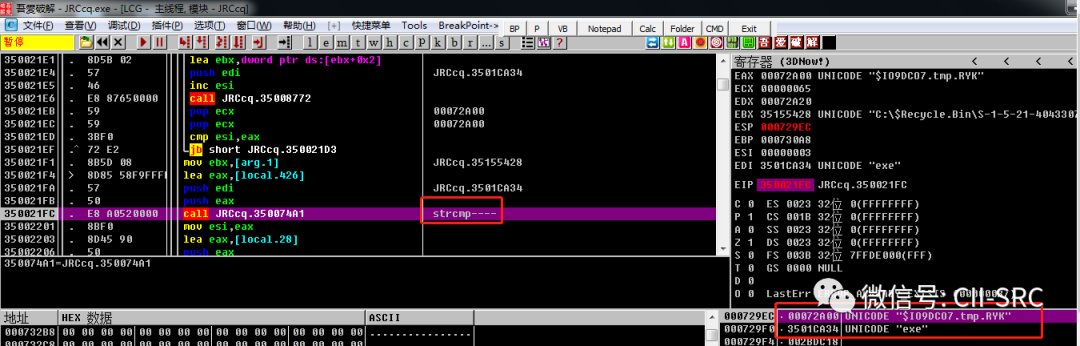 吾爱破解 - JRCcq.exe - [LCG - 主线程, 模块 - JRCcq]
文件(F) 查看(V) 调试(D) 插件(P) 选项(T) 窗口(W) 帮助(H) [+] 快捷菜单 Tools BreakPoint-> BP P VB Notepad Calc Folder CMD Exit
暂停 l e m t w h c P k b r ... s ? 吾 爱 破 解
350021E1 . 8D5B 02 lea ebx,dword ptr ds:[ebx+0x2]
350021E4 . 57 push edi JRCcq.3501CA34
350021E5 . 46 inc esi
350021E6 . E8 87650000 call JRCcq.35008772
350021EB . 59 pop ecx 00072A00
350021EC . 59 pop ecx 00072A00
350021ED . 3BF0 cmp esi,eax
350021EF .^ 72 E2 jb short JRCcq.350021D3
350021F1 . 8B5D 08 mov ebx,[arg.1] JRCcq.35155428
350021F4 > 8D85 58F9FFFF lea eax,[local.426]
350021FA . 57 push edi JRCcq.3501CA34
350021FB . 50 push eax
350021FC . E8 A0520000 call JRCcq.350074A1 strcmp----
35002201 . 8BF0 mov esi,eax
35002203 . 8D45 90 lea eax,[local.28]
35002206 . 50 push eax
350074A1=JRCcq.350074A1
寄存器 (3DNow!) < < < <
EAX 00072A00 UNICODE "$IO9DCO7.tmp.RYK"
ECX 00000065
EDX 00072A20
EBX 35155428 UNICODE "C:\$Recycle.Bin\S-1-5-21-4043307
ESP 000729EC
EBP 000730A8
ESI 00000003
EDI 3501CA34 UNICODE "exe"
EIP 350021FC JRCcq.350021FC
C 0 ES 0023 32位 0(FFFFFFFF)
P 1 CS 001B 32位 0(FFFFFFFF)
A 0 SS 0023 32位 0(FFFFFFFF)
Z 1 DS 0023 32位 0(FFFFFFFF)
S 0 FS 003B 32位 7FFDE000(FFF)
T 0 GS 0000 NULL
D 0
O 0 LastErr
微信号: CII-SRC
地址 HEX 数据 ASCII
000732B8 00 00 00 00 00 00 00 00 00 00 00 00 00 00 00 00 ................
000729EC 00072A00 UNICODE "$IO9DCO7.tmp.RYK"
000729F0 3501CA34 UNICODE "exe"
000729F4 002BDC18